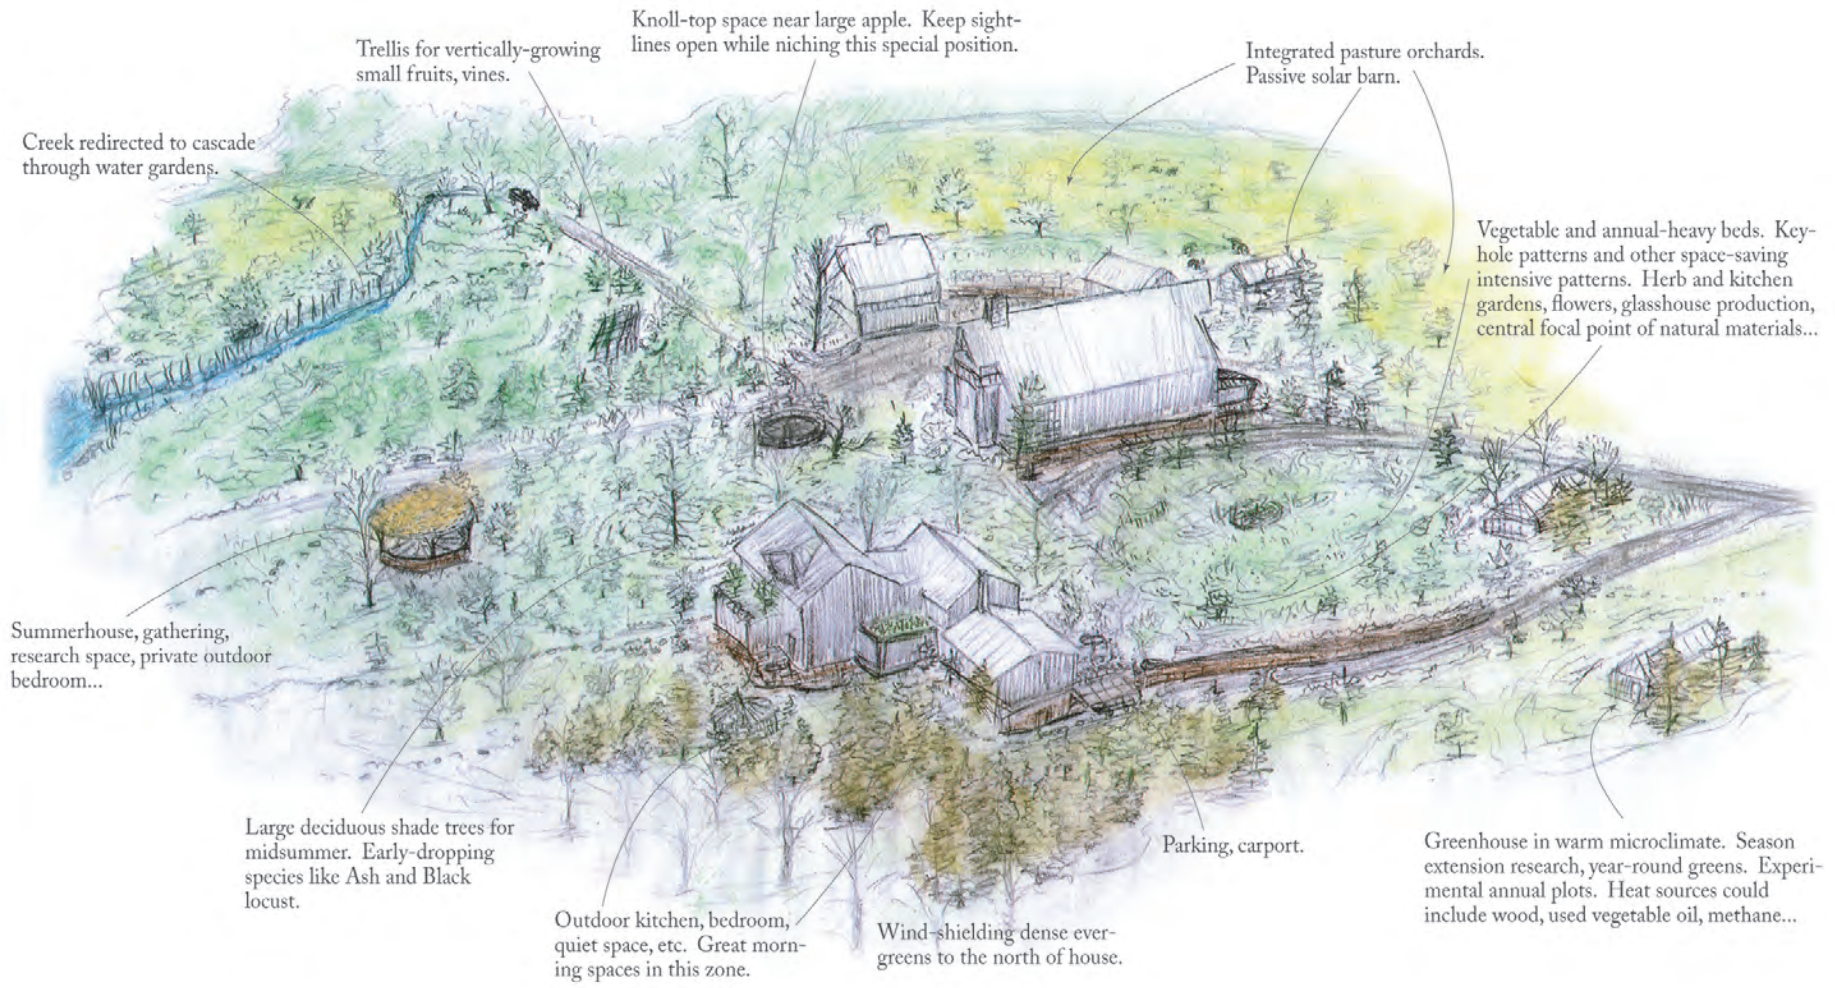 Knoll-top space near large apple. Keep sight-
lines open while niching this special position.
Trellis for vertically-growing
small fruits, vines.
Integrated pasture orchards.
Passive solar barn.
Creek redirected to cascade
through water gardens.
Vegetable and annual-heavy beds. Key-
hole patterns and other space-saving
intensive patterns. Herb and kitchen
gardens, flowers, glasshouse production,
central focal point of natural materials...
Summerhouse, gathering,
research space, private outdoor
bedroom...
Large deciduous shade trees for
midsummer. Early-dropping
species like Ash and Black
locust.
Outdoor kitchen, bedroom,
quiet space, etc. Great morn-
ing spaces in this zone.
Wind-shielding dense ever-
greens to the north of house.
Parking, carport.
Greenhouse in warm microclimate. Season
extension research, year-round greens. Experi-
mental annual plots. Heat sources could
include wood, used vegetable oil, methane...